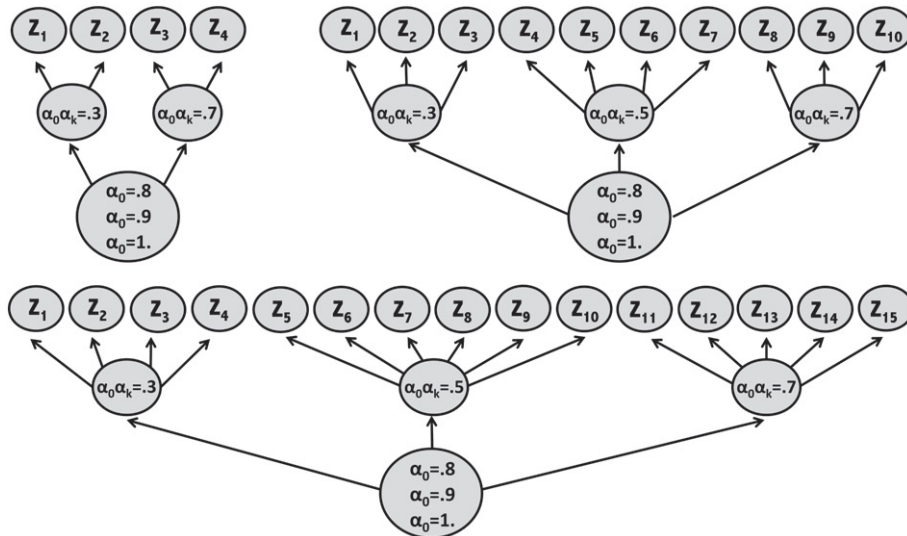 Z₁ Z₂ Z₃ Z₄
α₀αₖ=.3 α₀αₖ=.7
α₀=.8
α₀=.9
α₀=1.
Z₁ Z₂ Z₃ Z₄ Z₅ Z₆ Z₇ Z₈ Z₉ Z₁₀
α₀αₖ=.3 α₀αₖ=.5 α₀αₖ=.7
α₀=.8
α₀=.9
α₀=1.
Z₁ Z₂ Z₃ Z₄ Z₅ Z₆ Z₇ Z₈ Z₉ Z₁₀ Z₁₁ Z₁₂ Z₁₃ Z₁₄ Z₁₅
α₀αₖ=.3 α₀αₖ=.5 α₀αₖ=.7
α₀=.8
α₀=.9
α₀=1.